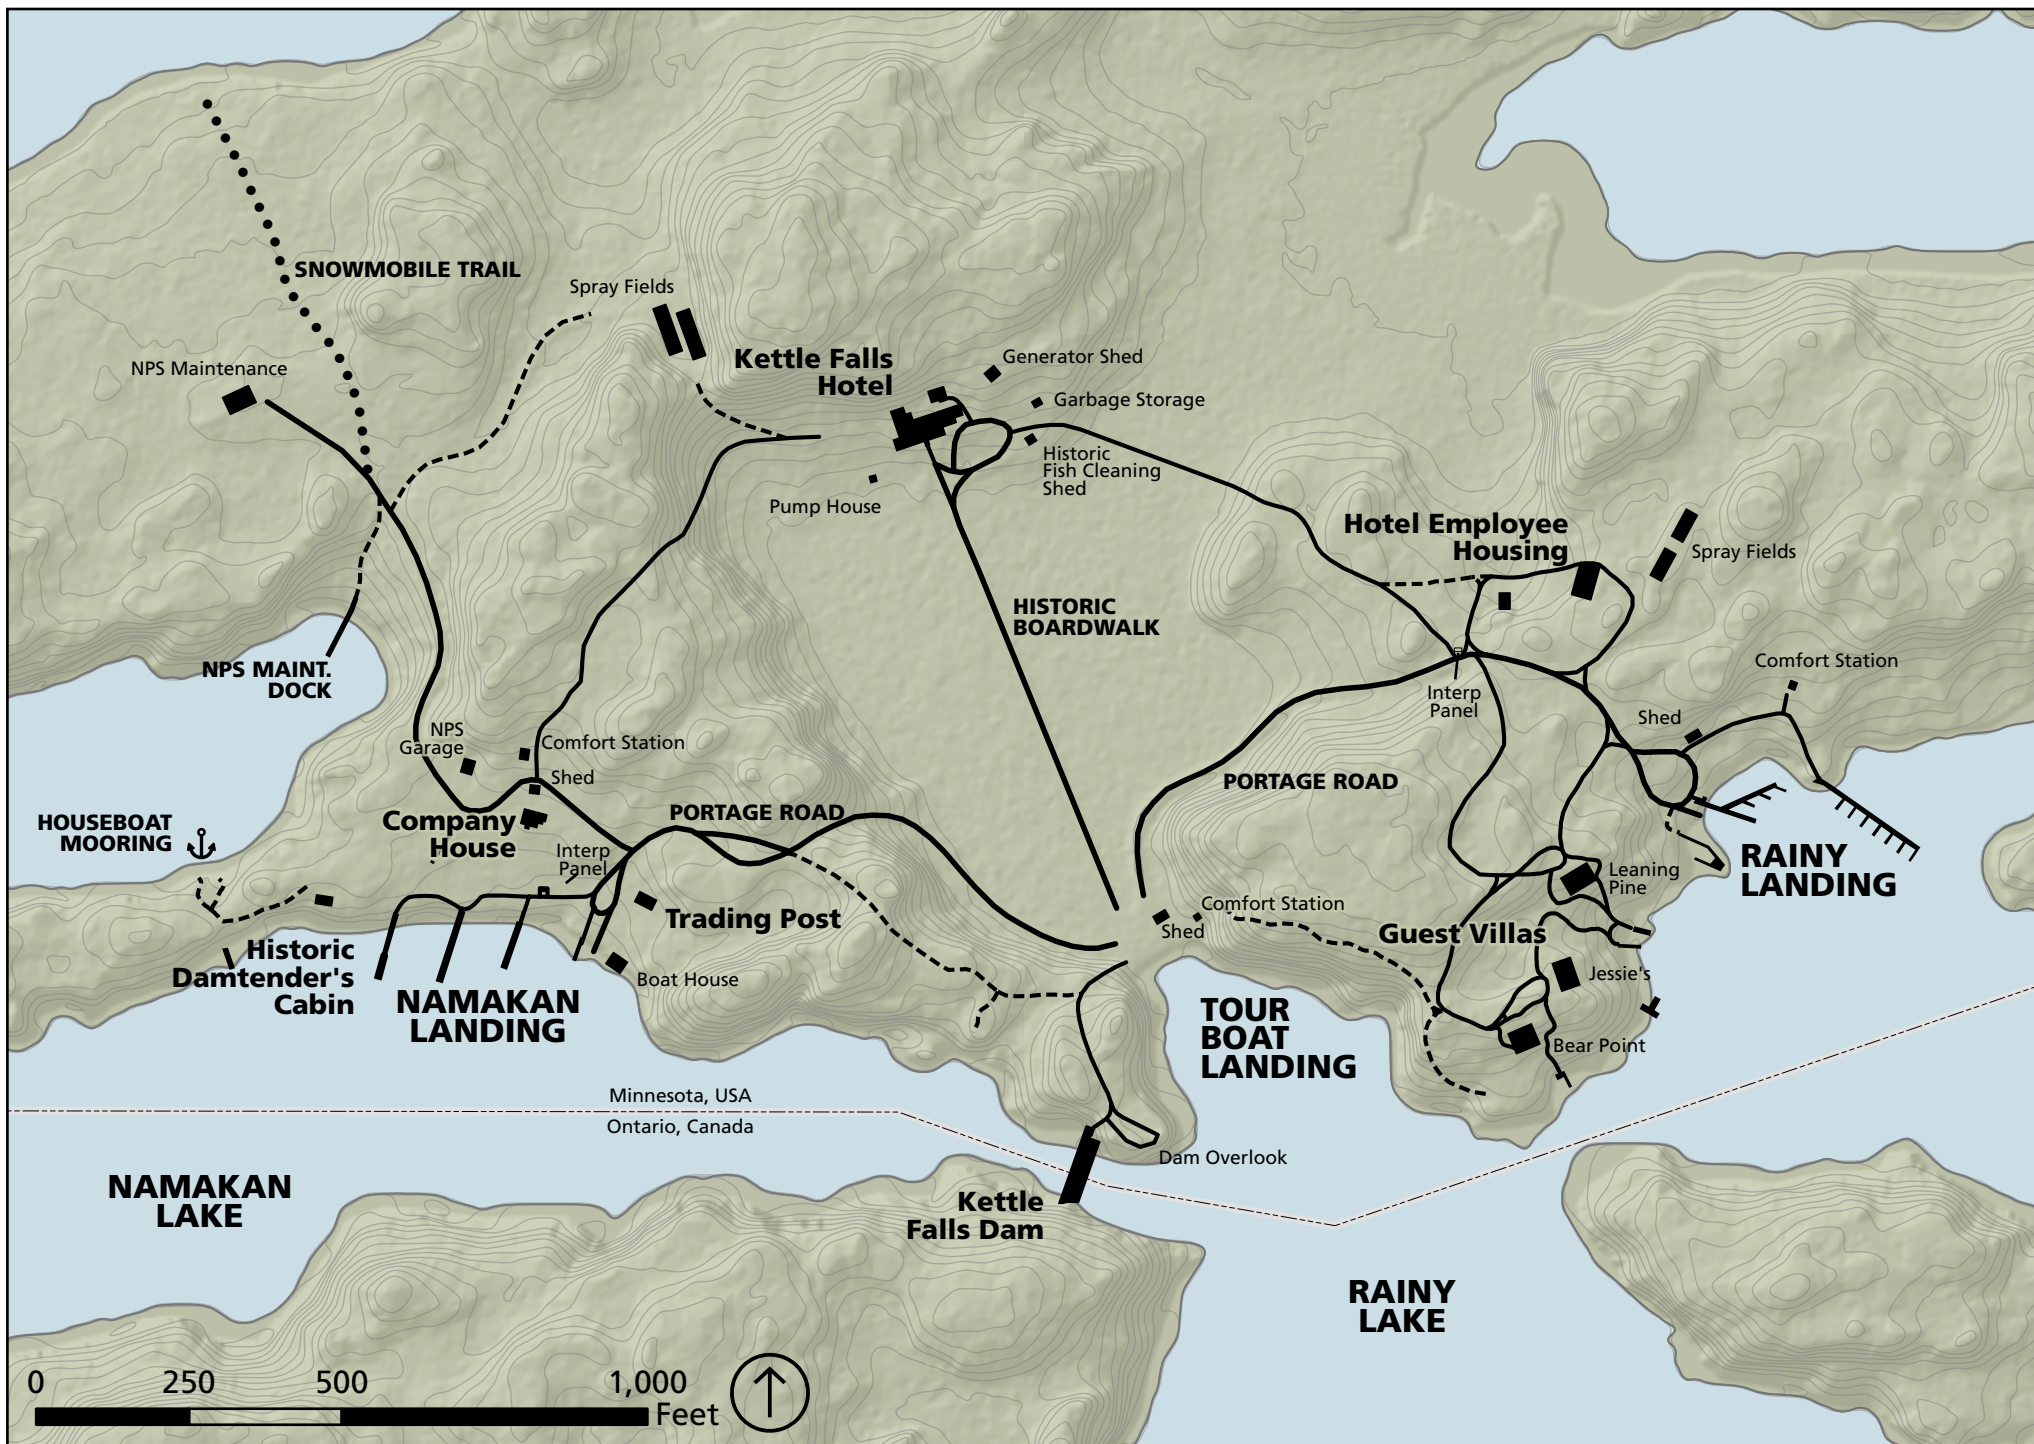 SNOWMOBILE TRAIL
Spray Fields
NPS Maintenance
Kettle Falls
Hotel
Generator Shed
Garbage Storage
Historic
Fish Cleaning
Shed
Pump House
Hotel Employee
Housing
Spray Fields
HISTORIC
BOARDWALK
NPS MAINT.
DOCK
Interp
Panel
Comfort Station
Shed
NPS
Garage
Comfort Station
Shed
PORTAGE ROAD
PORTAGE ROAD
HOUSEBOAT
MOORING
Company
House
Interp
Panel
RAINY
LANDING
Leaning
Pine
Trading Post
Comfort Station
Shed
Guest Villas
Historic
Damtender's
Cabin
Boat House
Jessie's
NAMAKAN
LANDING
TOUR
BOAT
LANDING
Bear Point
Minnesota, USA
Ontario, Canada
Dam Overlook
NAMAKAN
LAKE
Kettle
Falls Dam
RAINY
LAKE
0 250 500 1,000
Feet